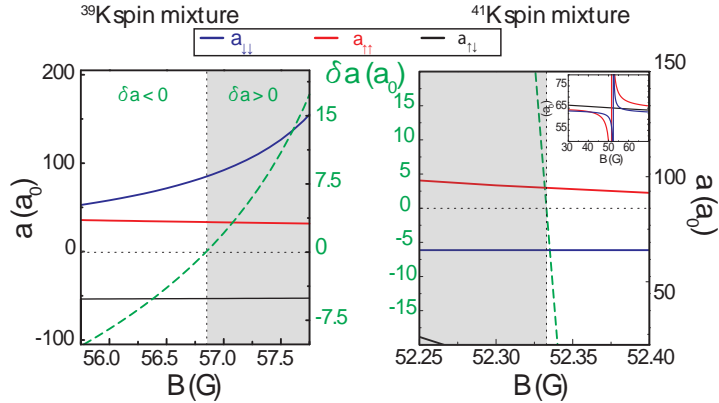 ³⁹K spin mixture
⁴¹K spin mixture
a↓↓ a↑↑ a↑↓
δa<0 δa>0
δa(a₀)
a(a₀)
200
100
0
-100
15
7.5
0
-7.5
56.0 56.5 57.0 57.5
B(G)
20
15
10
5
0
-5
-10
-15
150
100
50
a(a₀)
52.25 52.30 52.35 52.40
B(G)
75
65
55
(a₀)
30 40 50 60 70
B(G)